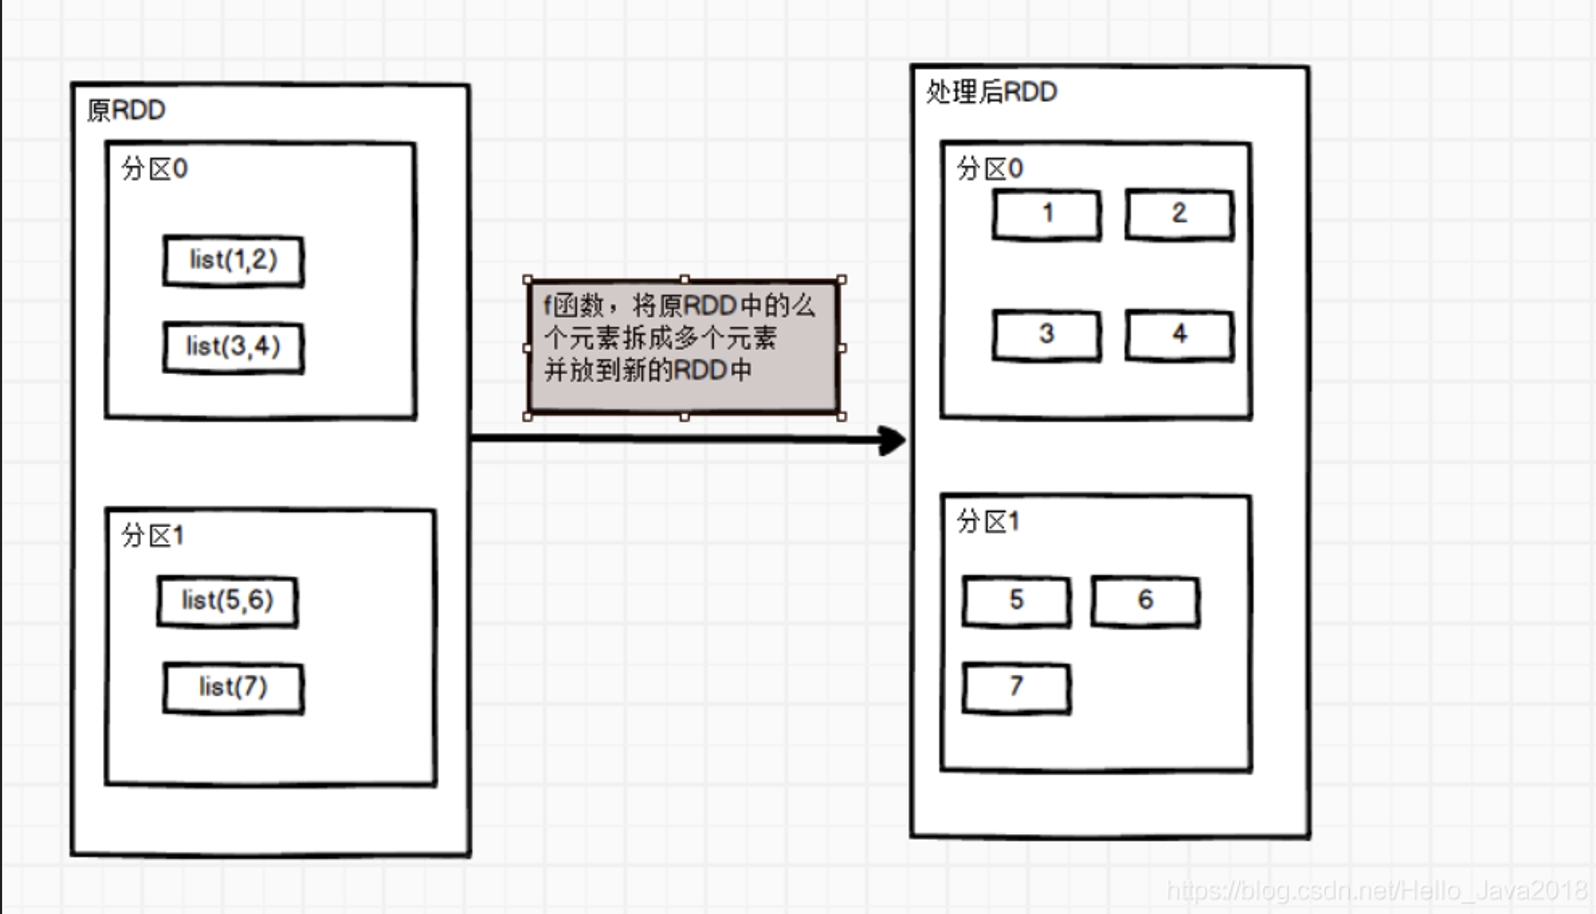 原RDD
分区0
list(1,2)
list(3,4)
分区1
list(5,6)
list(7)
f函数，将原RDD中的么
个元素拆成多个元素
并放到新的RDD中
处理后RDD
分区0
1 2
3 4
分区1
5 6
7
https://blog.csdn.net/Hello_Java2018